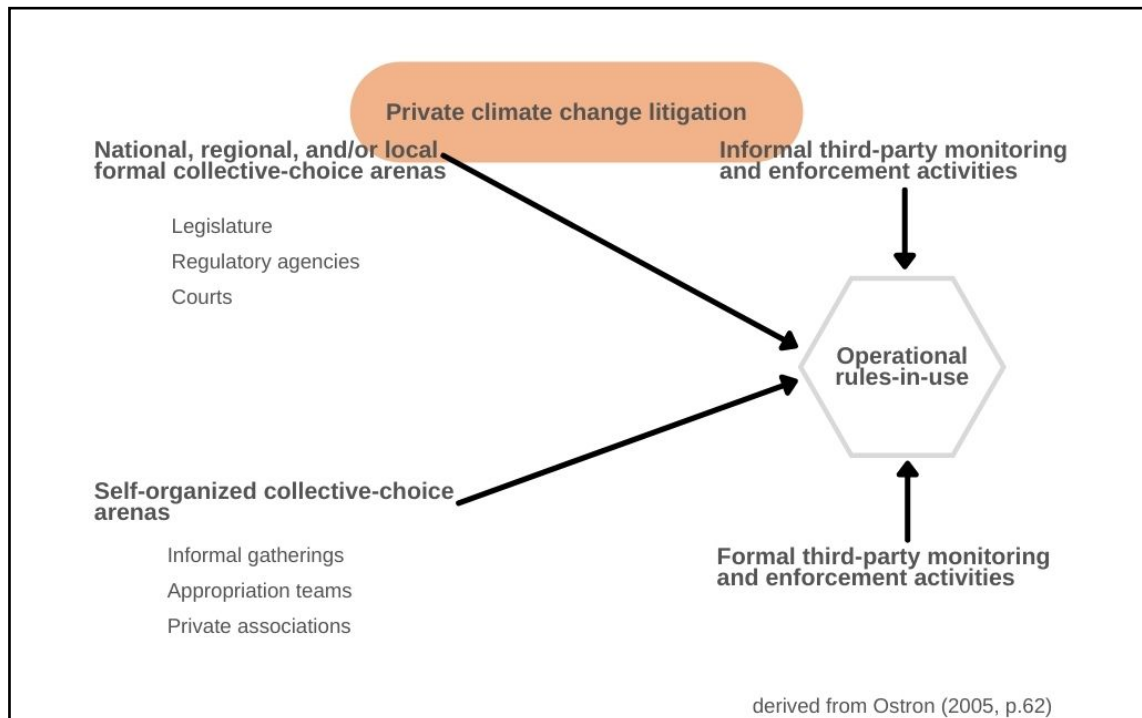 Private climate change litigation
National, regional, and/or local
formal collective-choice arenas
Informal third-party monitoring
and enforcement activities
Legislature
Regulatory agencies
Courts
Operational
rules-in-use
Self-organized collective-choice
arenas
Informal gatherings
Appropriation teams
Private associations
Formal third-party monitoring
and enforcement activities
derived from Ostron (2005, p.62)